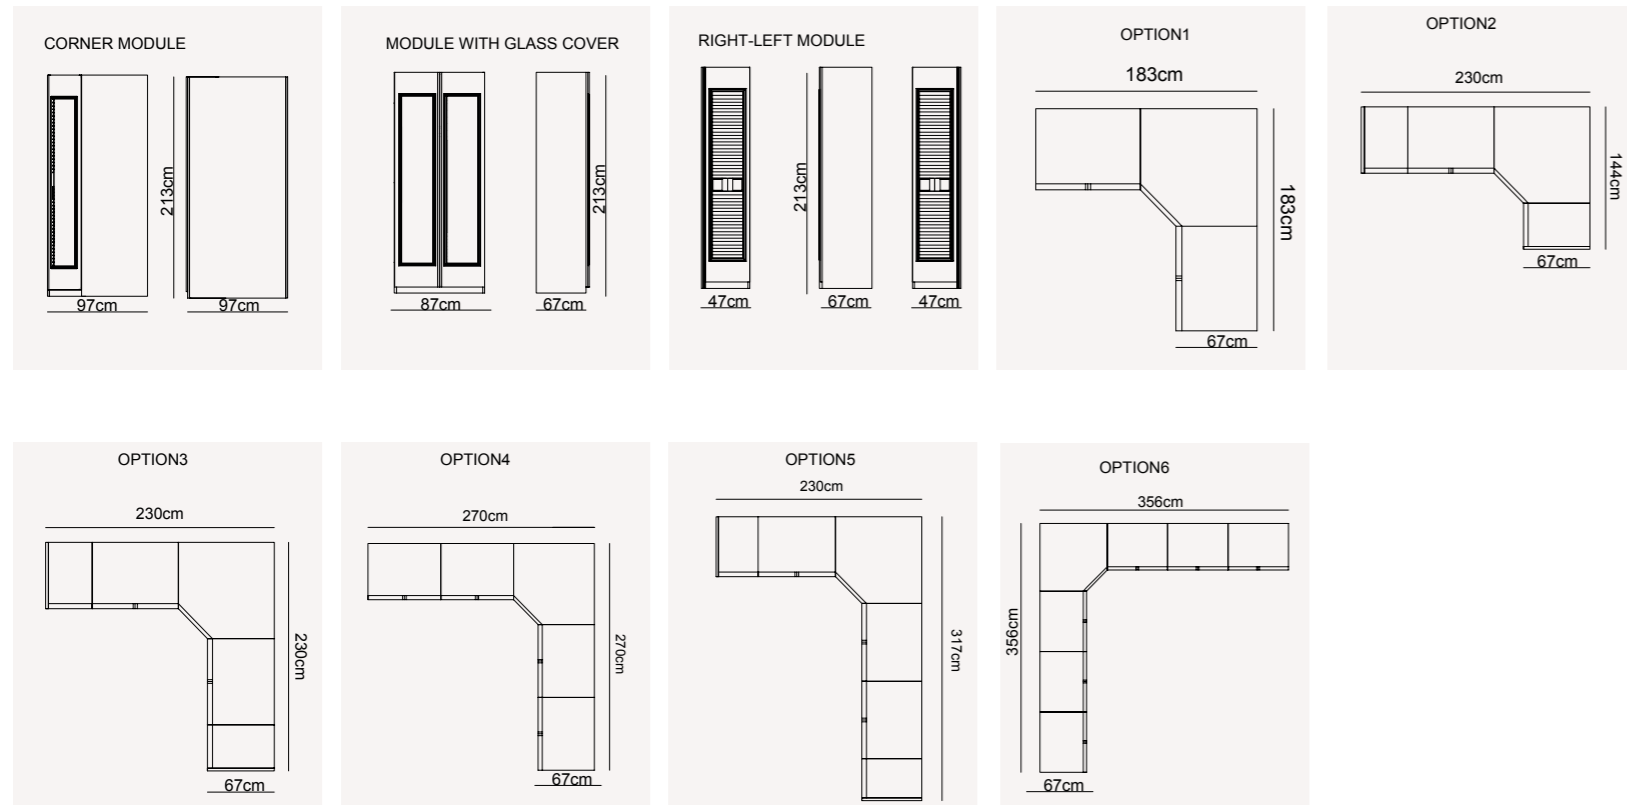 CORNER MODULE
213cm
97cm
97cm
MODULE WITH GLASS COVER
213cm
87cm
67cm
RIGHT-LEFT MODULE
213cm
47cm
67cm
47cm
OPTION1
183cm
183cm
67cm
OPTION2
230cm
144cm
67cm
OPTION3
230cm
230cm
67cm
OPTION4
270cm
270cm
67cm
OPTION5
230cm
317cm
OPTION6
356cm
356cm
67cm